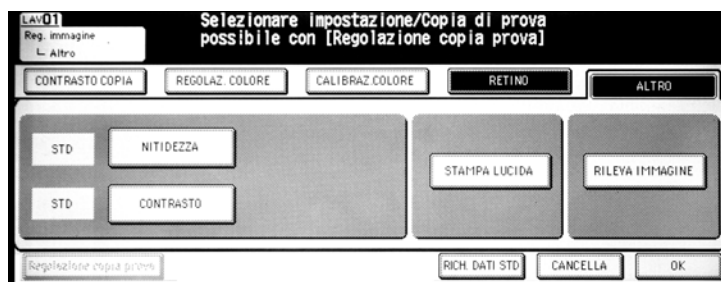 LAV01
Reg. immagine
Altro
Selezionare impostazione/Copia di prova
possibile con [Regolazione copia prova]
CONTRASTO COPIA
REGOLAZ. COLORE
CALIBRAZ.COLORE
RETINO
ALTRO
STD
NITIDEZZA
STD
CONTRASTO
STAMPA LUCIDA
RILEVA IMMAGINE
Regolazione copia prova
RICH. DATI STD
CANCELLA
OK